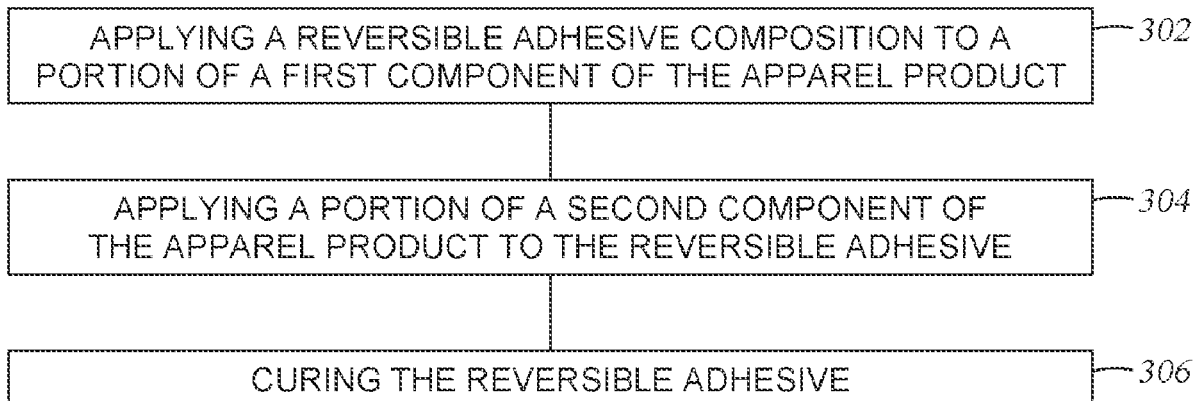 APPLYING A REVERSIBLE ADHESIVE COMPOSITION TO A
PORTION OF A FIRST COMPONENT OF THE APPAREL PRODUCT
302
APPLYING A PORTION OF A SECOND COMPONENT OF
THE APPAREL PRODUCT TO THE REVERSIBLE ADHESIVE
304
CURING THE REVERSIBLE ADHESIVE
306